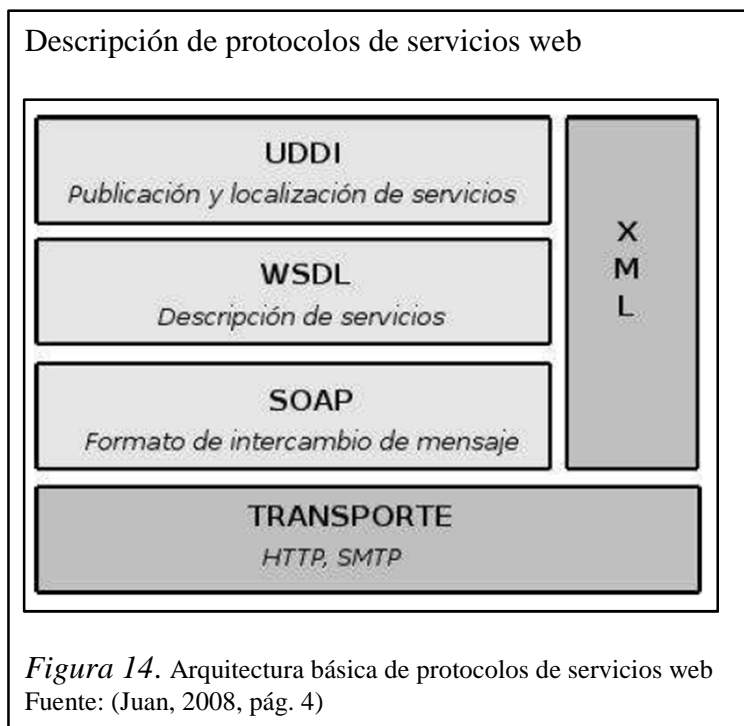 Descripción de protocolos de servicios web
UDDI
Publicación y localización de servicios
WSDL
Descripción de servicios
SOAP
Formato de intercambio de mensaje
X
M
L
TRANSPORTE
HTTP, SMTP
Figura 14. Arquitectura básica de protocolos de servicios web
Fuente: (Juan, 2008, pág. 4)